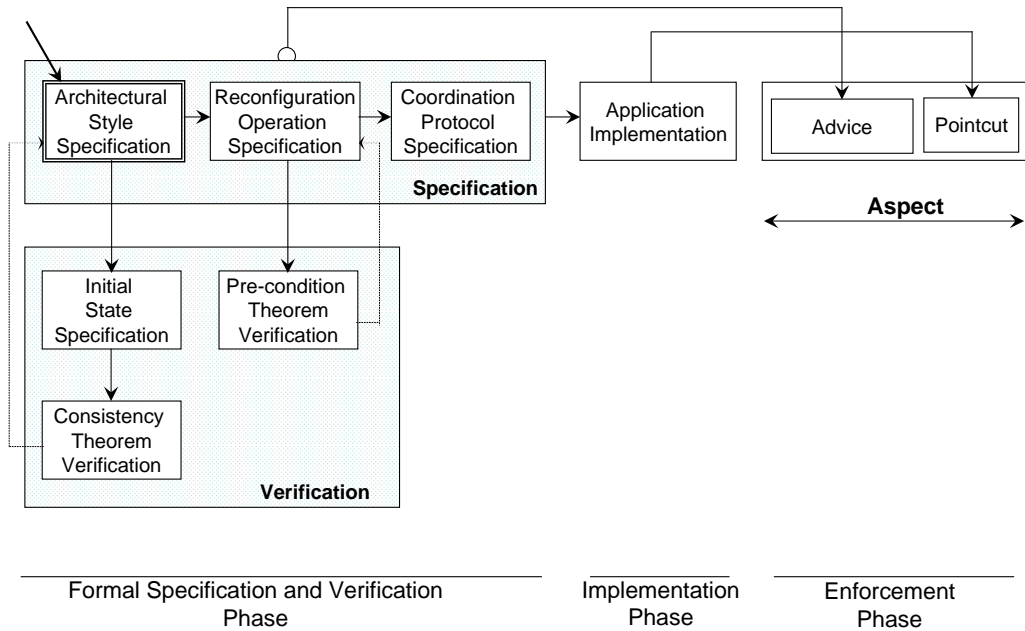 Architectural
Style
Specification
Reconfiguration
Operation
Specification
Coordination
Protocol
Specification
Application
Implementation
Advice
Pointcut
Specification
Aspect
Initial
State
Specification
Pre-condition
Theorem
Verification
Consistency
Theorem
Verification
Verification
Formal Specification and Verification
Phase
Implementation
Phase
Enforcement
Phase